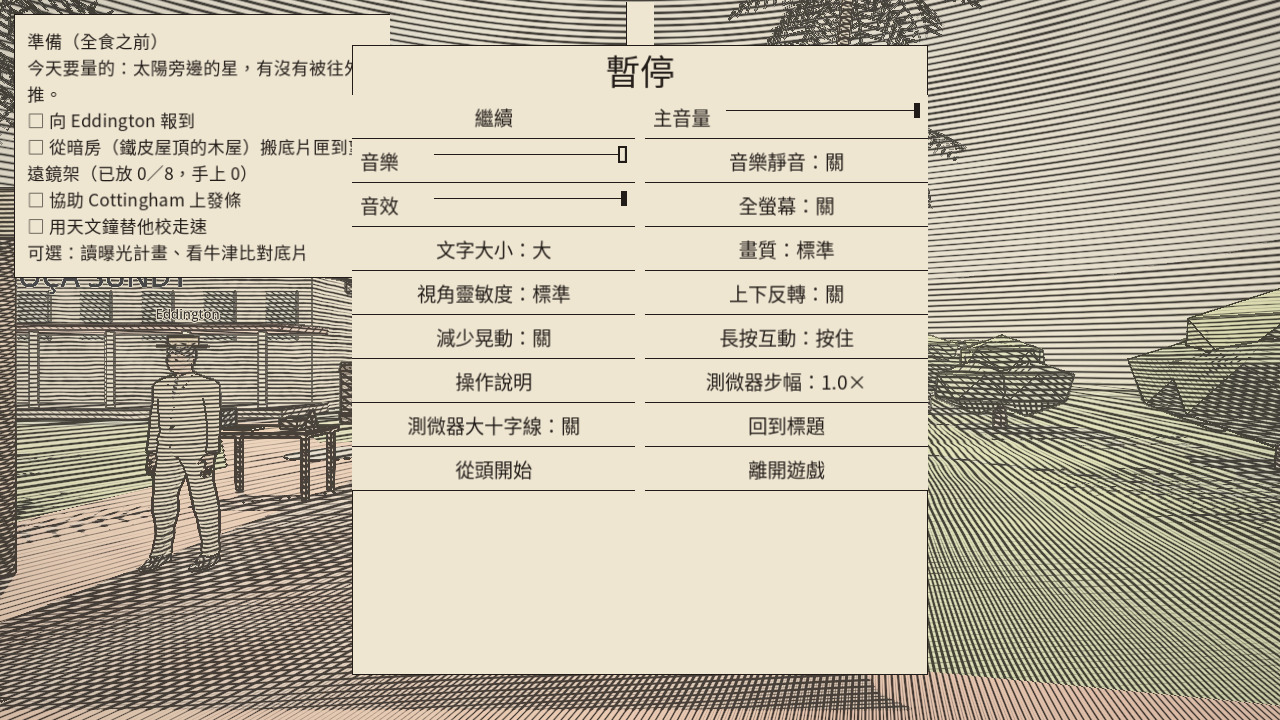 準備（全食之前）
今天要量的：太陽旁邊的星，有沒有被往外
推。
□ 向 Eddington 報到
□ 從暗房（鐵皮屋頂的木屋）搬底片匣到
遠鏡架（已放 0／8，手上 0）
□ 協助 Cottingham 上發條
□ 用天文鐘替他校走速
可選：讀曝光計畫、看牛津比對底片
Eddington
暫停
繼續
主音量
音樂
音樂靜音：關
音效
全螢幕：關
文字大小：大
畫質：標準
視角靈敏度：標準
上下反轉：關
減少晃動：關
長按互動：按住
操作說明
測微器步幅：1.0×
測微器大十字線：關
回到標題
從頭開始
離開遊戲